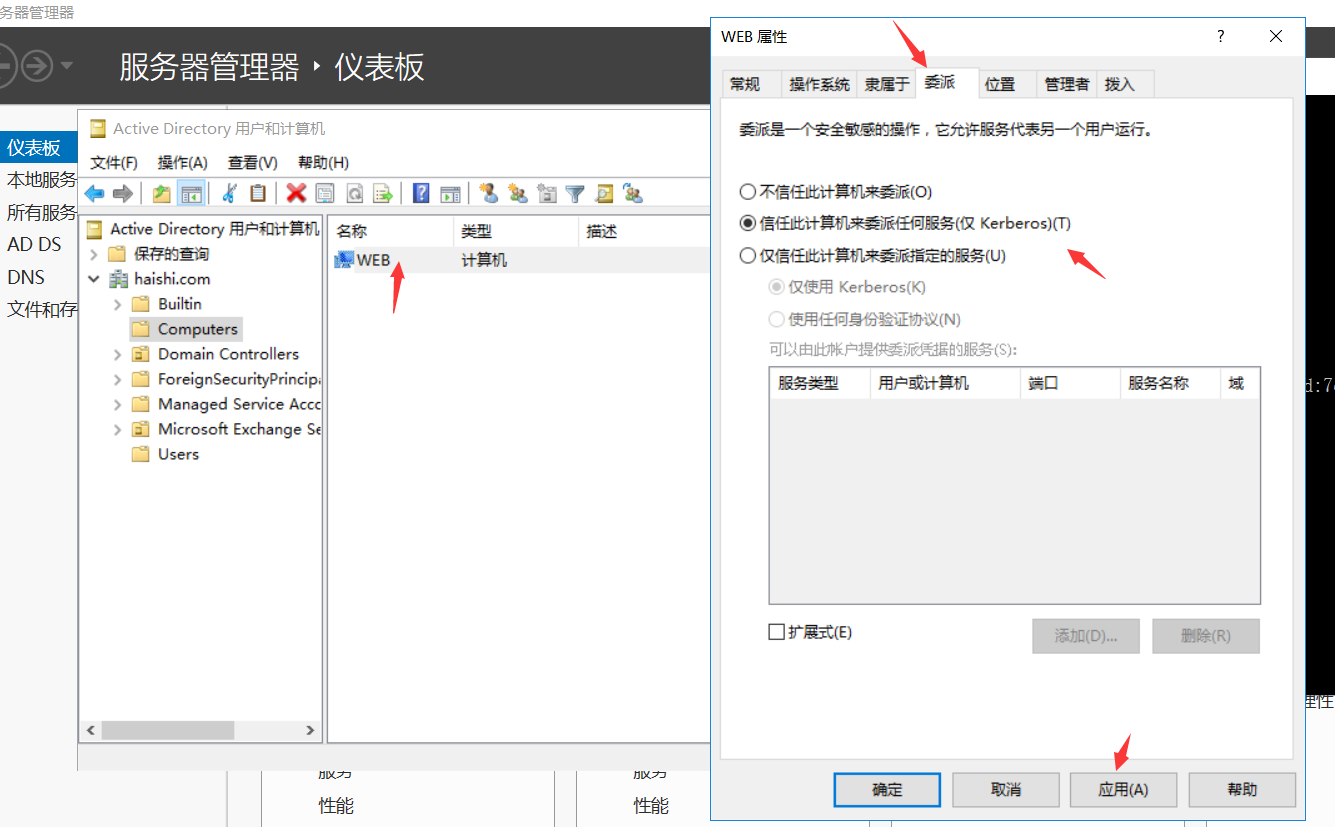 务器管理器
服务器管理器 ‣ 仪表板
仪表板
本地服务
所有服务
AD DS
DNS
文件和存
Active Directory 用户和计算机
文件(F) 操作(A) 查看(V) 帮助(H)
Active Directory 用户和计算机
保存的查询
haishi.com
Builtin
Computers
Domain Controllers
ForeignSecurityPrincipa
Managed Service Acco
Microsoft Exchange Se
Users
名称 类型 描述
WEB 计算机
服务
性能
服务
性能
WEB 属性
常规 操作系统 隶属于 委派 位置 管理者 拨入
委派是一个安全敏感的操作，它允许服务代表另一个用户运行。
不信任此计算机来委派(O)
信任此计算机来委派任何服务(仅 Kerberos)(T)
仅信任此计算机来委派指定的服务(U)
仅使用 Kerberos(K)
使用任何身份验证协议(N)
可以由此帐户提供委派凭据的服务(S):
服务类型 用户或计算机 端口 服务名称 域
扩展式(E)
添加(D)... 删除(R)
确定 取消 应用(A) 帮助
d:7
理性